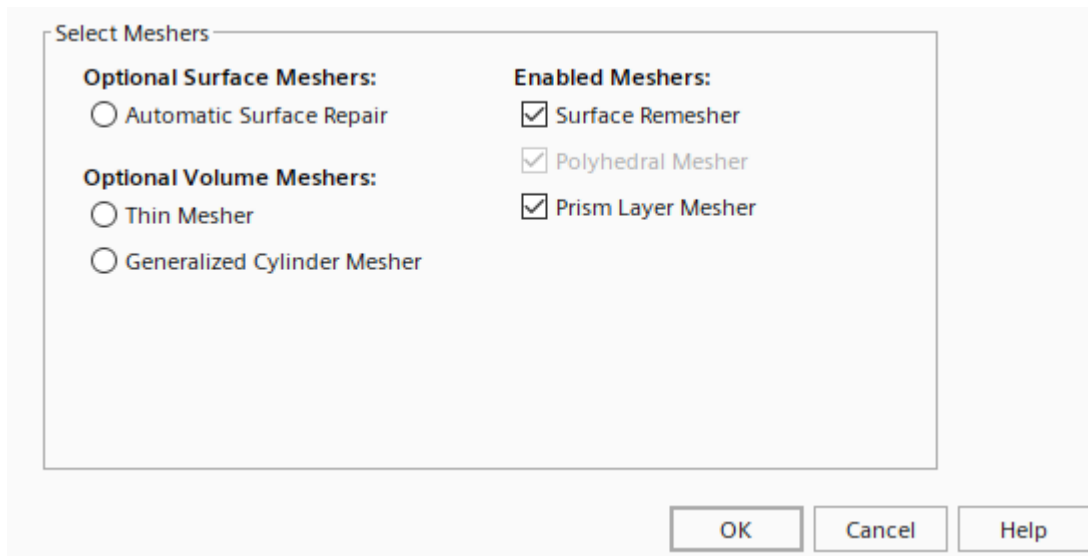 Select Meshers
Optional Surface Meshers:
Automatic Surface Repair
Optional Volume Meshers:
Thin Mesher
Generalized Cylinder Mesher
Enabled Meshers:
Surface Remesher
Polyhedral Mesher
Prism Layer Mesher
OK
Cancel
Help